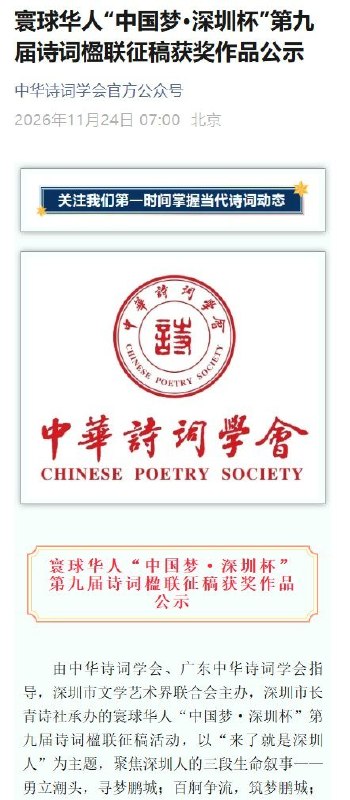 寰球华人“中国梦·深圳杯”第九
届诗词楹联征稿获奖作品公示
中华诗词学会官方公众号
2026年11月24日 07:00 北京
关注我们第一时间掌握当代诗词动态
中華詩詞學會
詩
CHINESE POETRY SOCIETY
中華詩詞學會
CHINESE POETRY SOCIETY
寰球华人“中国梦·深圳杯”
第九届诗词楹联征稿获奖作品
公示
由中华诗词学会、广东中华诗词学会指
导，深圳市文学艺术界联合会主办，深圳市长
青诗社承办的寰球华人“中国梦·深圳杯”第
九届诗词楹联征稿活动，以“来了就是深圳
人”为主题，聚焦深圳人的三段生命叙事——
勇立潮头，寻梦鹏城；百舸争流，筑梦鹏城；